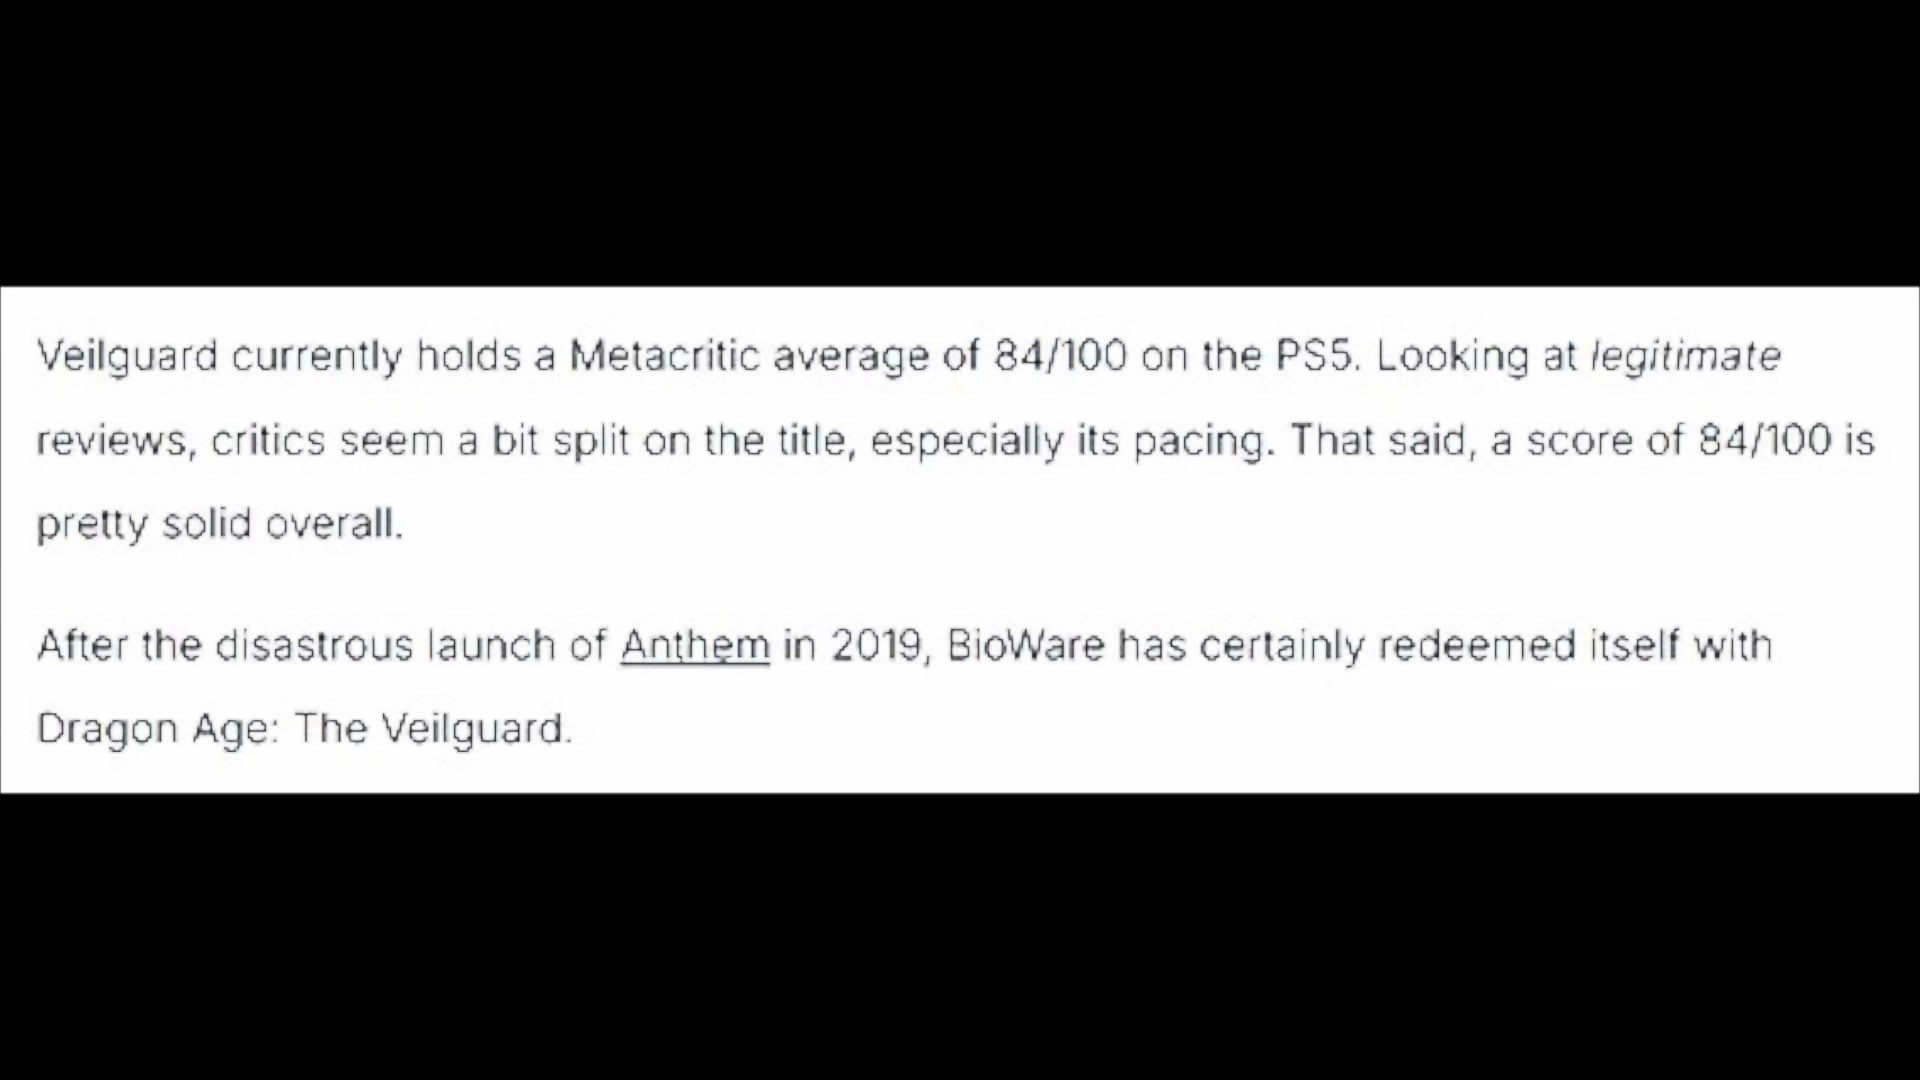 Veilguard currently holds a Metacritic average of 84/100 on the PS5. Looking at legitimate
reviews, critics seem a bit split on the title, especially its pacing. That said, a score of 84/100 is
pretty solid overall.
After the disastrous launch of Anthem in 2019, BioWare has certainly redeemed itself with
Dragon Age: The Veilguard.